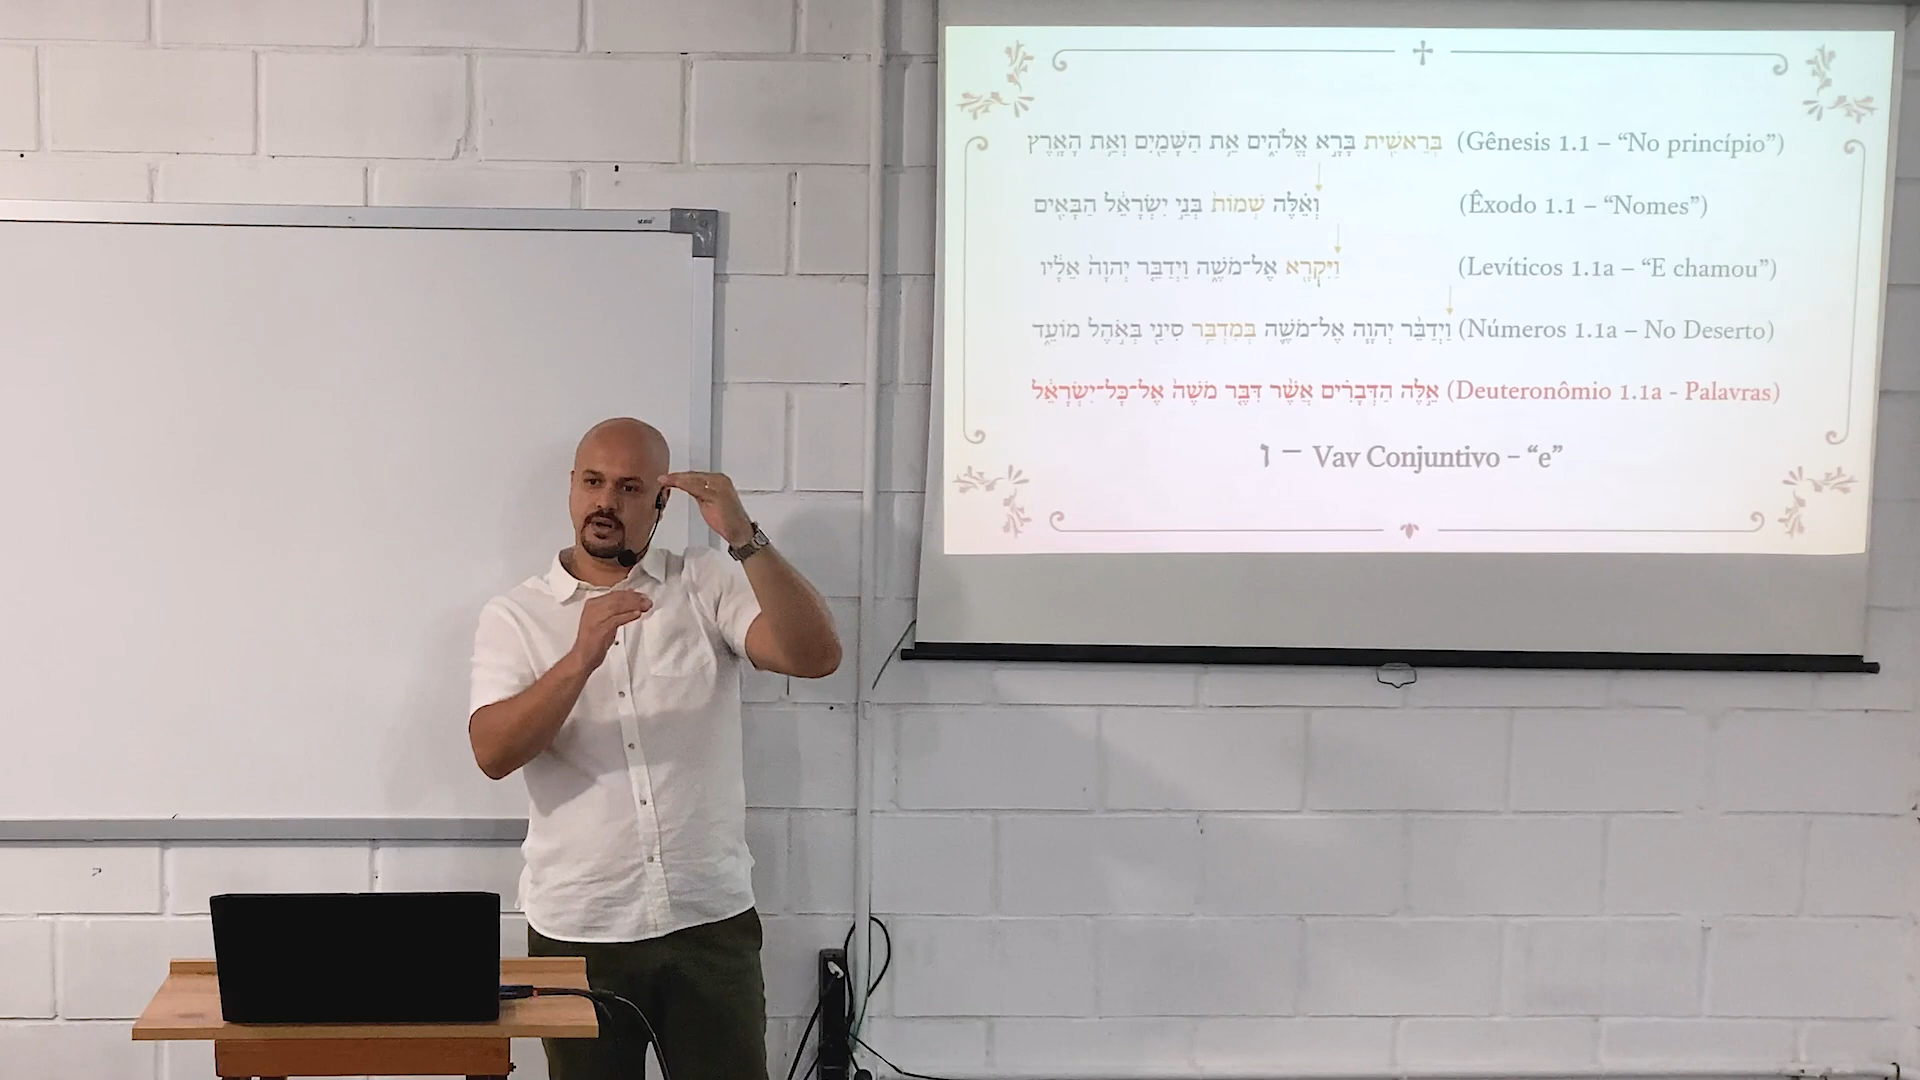 בְּרֵאשִׁ֖ית בָּרָ֣א אֱלֹהִ֑ים אֵ֥ת הַשָּׁמַ֖יִם וְאֵ֥ת הָאָֽרֶץ (Gênesis 1.1 – “No princípio”)
וְאֵ֗לֶּה שְׁמוֹת֙ בְּנֵ֣י יִשְׂרָאֵ֔ל הַבָּאִ֖ים (Êxodo 1.1 – “Nomes”)
וַיִּקְרָ֖א אֶל־מֹשֶׁ֑ה וַיְדַבֵּ֤ר יְהוָה֙ אֵלָ֔יו (Levíticos 1.1a – “E chamou”)
וַיְדַבֵּ֨ר יְהוָ֧ה אֶל־מֹשֶׁ֛ה בְּמִדְבַּ֥ר סִינַ֖י בְּאֹ֣הֶל מוֹעֵ֑ד (Números 1.1a – No Deserto)
אֵ֣לֶּה הַדְּבָרִ֗ים אֲשֶׁ֨ר דִּבֶּ֤ר מֹשֶׁה֙ אֶל־כָּל־יִשְׂרָאֵ֔ל (Deuteronômio 1.1a - Palavras)
וְ – Vav Conjuntivo – “e”